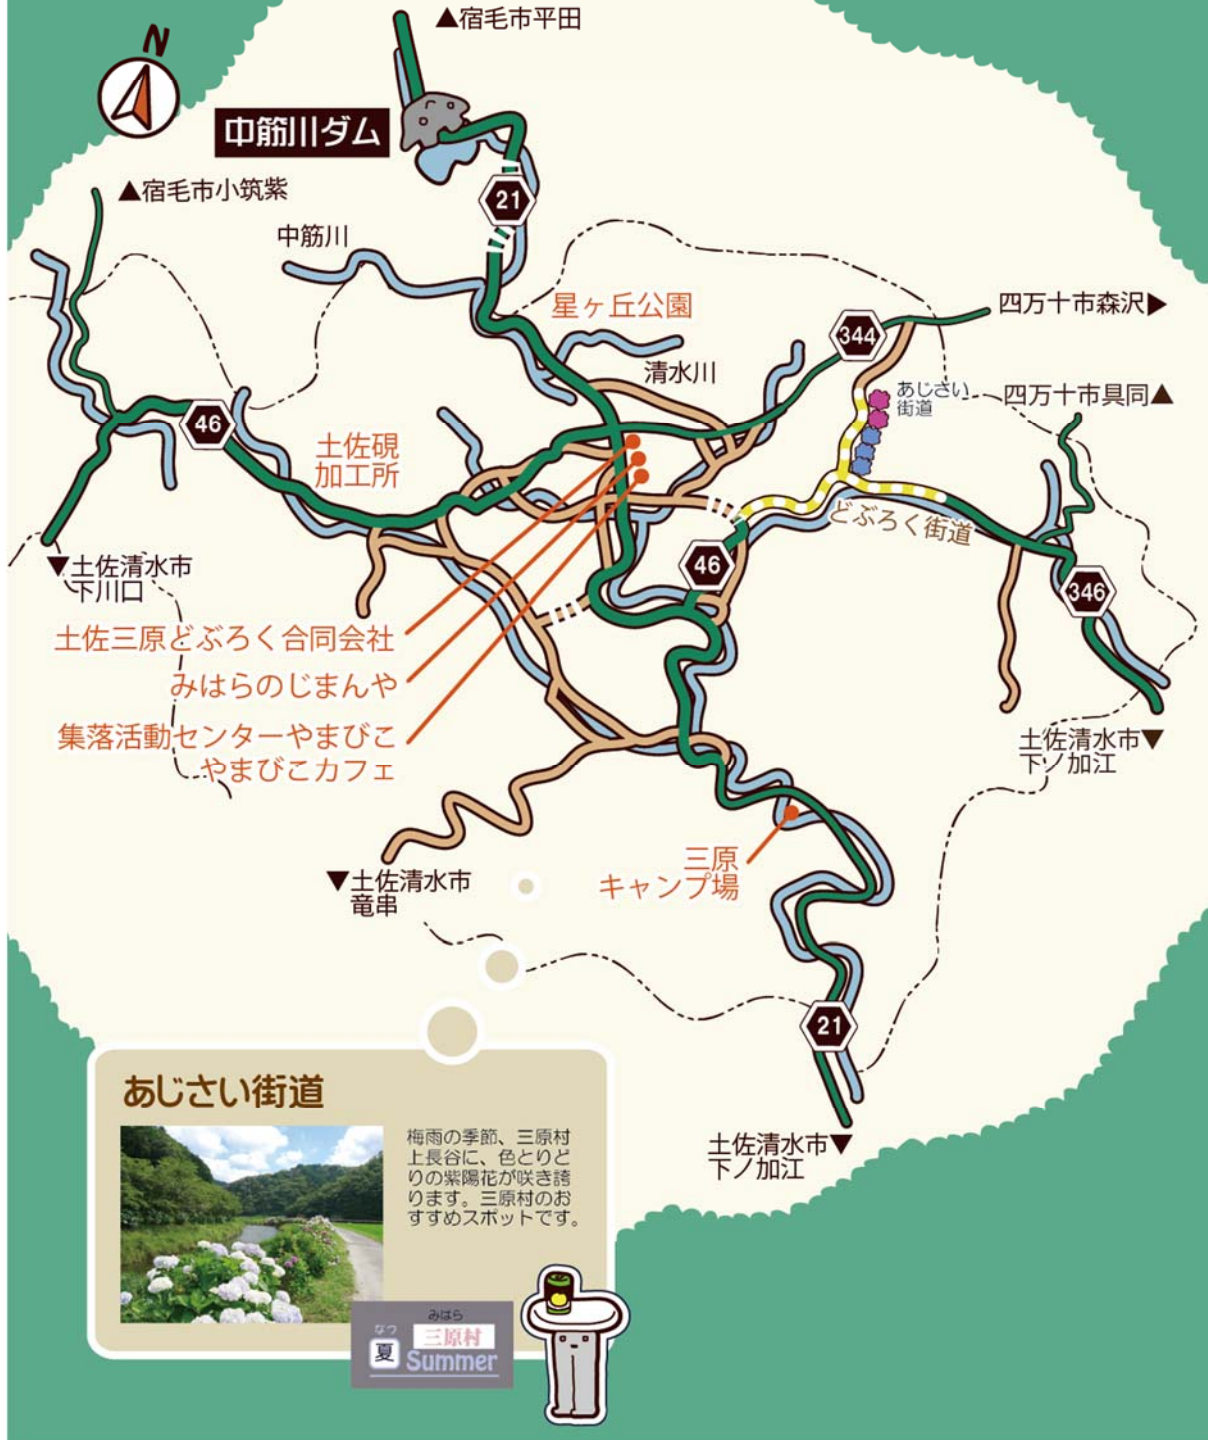 ▲宿毛市平田
N
中筋川ダム
▲宿毛市小筑紫
21
中筋川
星ヶ丘公園
四万十市森沢▶
344
清水川
あじさい
街道
四万十市具同▲
46
土佐硯
加工所
どぶろく街道
▼土佐清水市
下川口
46
346
土佐三原どぶろく合同会社
みはらのじまんや
集落活動センターやまびこ
やまびこカフェ
土佐清水市▼
下ノ加江
三原
キャンプ場
▼土佐清水市
竜串
21
土佐清水市▼
下ノ加江
あじさい街道
梅雨の季節、三原村
上長谷に、色とりど
りの紫陽花が咲き誇
ります。三原村のお
すすめスポットです。
みはら
なつ
三原村
夏
Summer